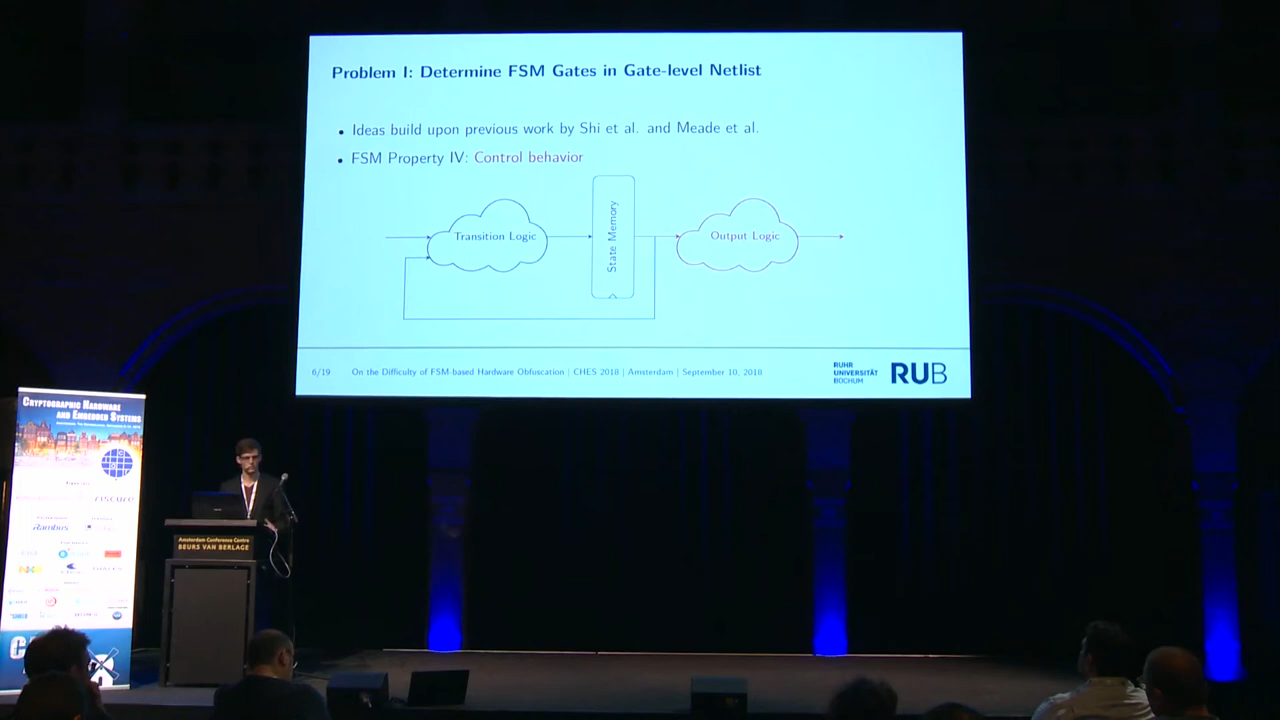 Problem I: Determine FSM Gates in Gate-level Netlist
• Ideas build upon previous work by Shi et al. and Meade et al.
• FSM Property IV: Control behavior
Transition Logic
State Memory
Output Logic
6/19 On the Difficulty of FSM-based Hardware Obfuscation | CHES 2018 | Amsterdam | September 10, 2018
RUHR
UNIVERSITÄT
BOCHUM
RUB
Cryptographic Hardware
and Embedded Systems
riscure
Rambus
Amsterdam Conference Centre
BEURS VAN BERLAGE